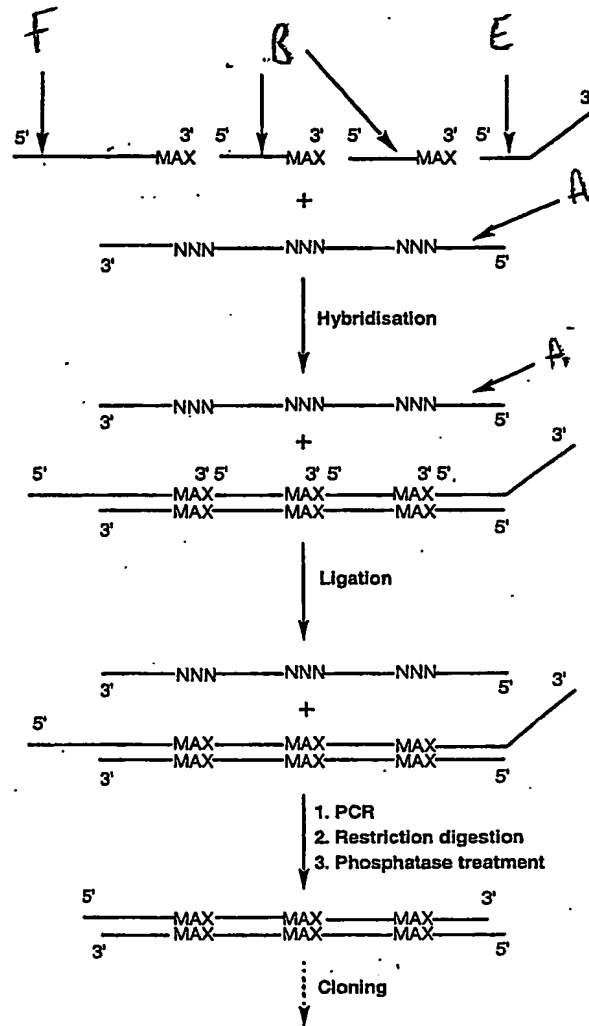 F B E
3'
5' 3' 5' 3' 5' 3' 5'
MAX MAX MAX
+
A
NNN NNN NNN
3' 5'
Hybridisation
A
NNN NNN NNN
3' 5'
+
3'
5' 3' 5' 3' 5' 3' 5'
MAX MAX MAX
MAX MAX MAX
3' 5'
Ligation
NNN NNN NNN
3' 5'
3'
+
5'
MAX MAX MAX
MAX MAX MAX
3' 5'
1. PCR
2. Restriction digestion
3. Phosphatase treatment
5' 3'
MAX MAX MAX
MAX MAX MAX
3' 5'
Cloning